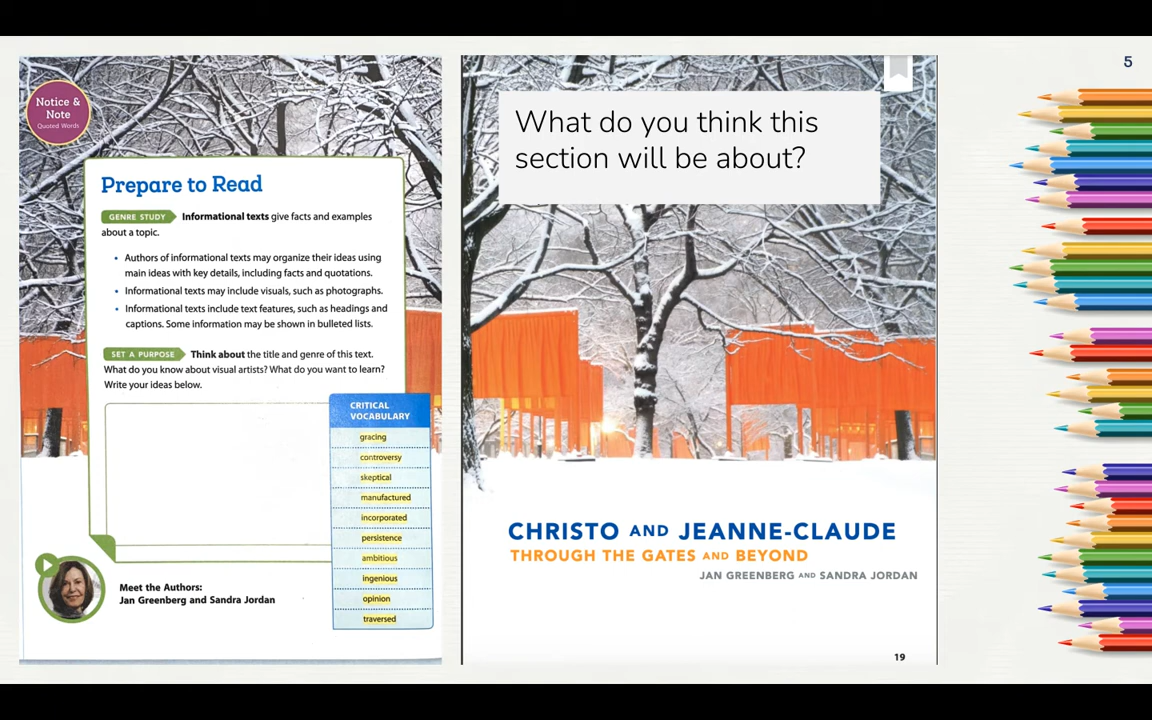 5
Notice &
Note
Quoted Words
Prepare to Read
GENRE STUDY Informational texts give facts and examples
about a topic.
• Authors of informational texts may organize their ideas using
main ideas with key details, including facts and quotations.
• Informational texts may include visuals, such as photographs.
• Informational texts include text features, such as headings and
captions. Some information may be shown in bulleted lists.
SET A PURPOSE Think about the title and genre of this text.
What do you know about visual artists? What do you want to learn?
Write your ideas below.
CRITICAL
VOCABULARY
gracing
controversy
skeptical
manufactured
incorporated
persistence
ambitious
ingenious
opinion
traversed
Meet the Authors:
Jan Greenberg and Sandra Jordan
What do you think this
section will be about?
CHRISTO AND JEANNE-CLAUDE
THROUGH THE GATES AND BEYOND
JAN GREENBERG AND SANDRA JORDAN
19